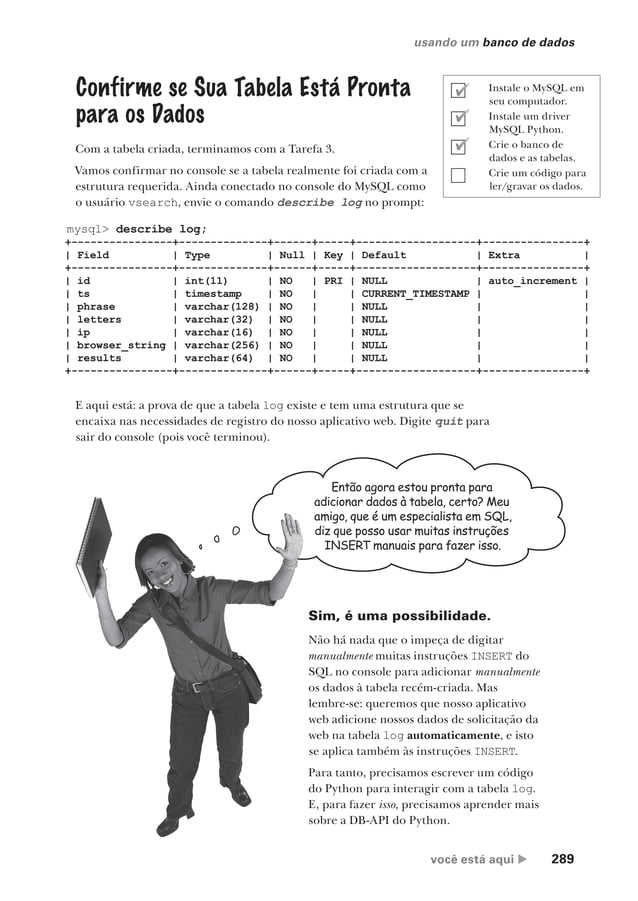 usando um banco de dados
Confirme se Sua Tabela Está Pronta
para os Dados
Com a tabela criada, terminamos com a Tarefa 3.
Vamos confirmar no console se a tabela realmente foi criada com a
estrutura requerida. Ainda conectado no console do MySQL como
o usuário vsearch, envie o comando describe log no prompt:
Instale o MySQL em
seu computador.
Instale um driver
MySQL Python.
Crie o banco de
dados e as tabelas.
Crie um código para
ler/gravar os dados.
mysql> describe log;
+----------------+--------------+------+-----+-------------------+----------------+
| Field | Type | Null | Key | Default | Extra |
+----------------+--------------+------+-----+-------------------+----------------+
| id | int(11) | NO | PRI | NULL | auto_increment |
| ts | timestamp | NO | | CURRENT_TIMESTAMP | |
| phrase | varchar(128) | NO | | NULL | |
| letters | varchar(32) | NO | | NULL | |
| ip | varchar(16) | NO | | NULL | |
| browser_string | varchar(256) | NO | | NULL | |
| results | varchar(64) | NO | | NULL | |
+----------------+--------------+------+-----+-------------------+----------------+
E aqui está: a prova de que a tabela log existe e tem uma estrutura que se
encaixa nas necessidades de registro do nosso aplicativo web. Digite quit para
sair do console (pois você terminou).
Então agora estou pronta para
adicionar dados à tabela, certo? Meu
amigo, que é um especialista em SQL,
diz que posso usar muitas instruções
INSERT manuais para fazer isso.
Sim, é uma possibilidade.
Não há nada que o impeça de digitar
manualmente muitas instruções INSERT do
SQL no console para adicionar manualmente
os dados à tabela recém-criada. Mas
lembre-se: queremos que nosso aplicativo
web adicione nossos dados de solicitação da
web na tabela log automaticamente, e isto
se aplica também às instruções INSERT.
Para tanto, precisamos escrever um código
do Python para interagir com a tabela log.
E, para fazer isso, precisamos aprender mais
sobre a DB-API do Python.
você está aqui ▶ 289